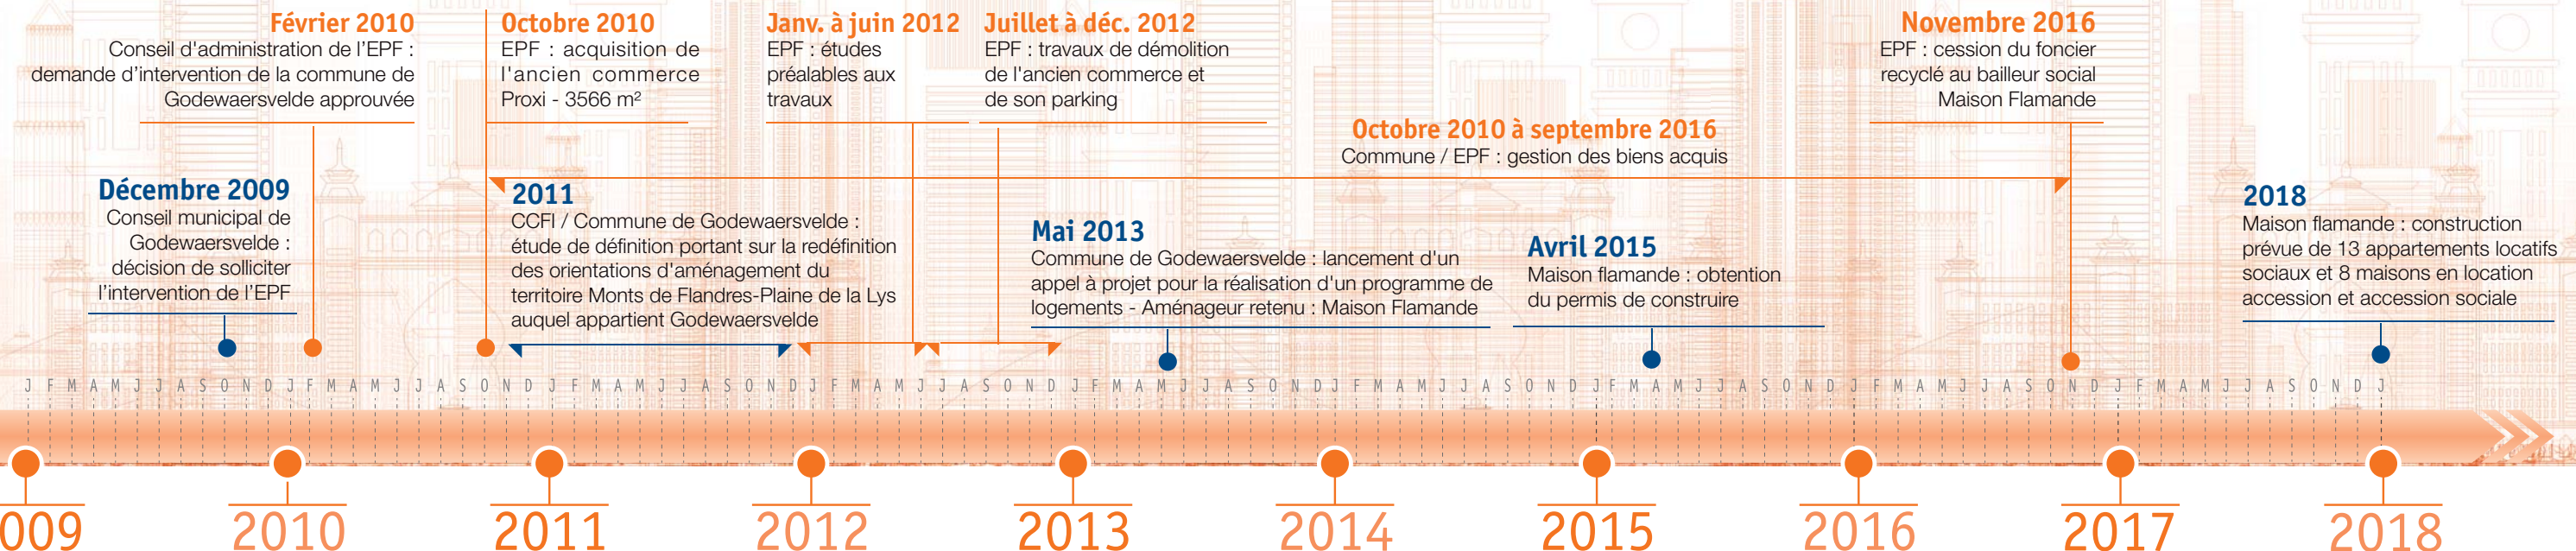 Février 2010
Conseil d'administration de l'EPF :
demande d'intervention de la commune de
Godewaersvelde approuvée
Octobre 2010
EPF : acquisition de
l'ancien commerce
Proxi - 3566 m²
Janv. à juin 2012
EPF : études
préalables aux
travaux
Juillet à déc. 2012
EPF : travaux de démolition
de l'ancien commerce et
de son parking
Novembre 2016
EPF : cession du foncier
recyclé au bailleur social
Maison Flamande
Octobre 2010 à septembre 2016
Commune / EPF : gestion des biens acquis
Décembre 2009
Conseil municipal de
Godewaersvelde :
décision de solliciter
l'intervention de l'EPF
2011
CCFI / Commune de Godewaersvelde :
étude de définition portant sur la redéfinition
des orientations d'aménagement du
territoire Monts de Flandres-Plaine de la Lys
auquel appartient Godewaersvelde
Mai 2013
Commune de Godewaersvelde : lancement d'un
appel à projet pour la réalisation d'un programme de
logements - Aménageur retenu : Maison Flamande
Avril 2015
Maison flamande : obtention
du permis de construire
2018
Maison flamande : construction
prévue de 13 appartements locatifs
sociaux et 8 maisons en location
accession et accession sociale
J F M A M J J A S O N D J F M A M J J A S O N D J F M A M J J A S O N D J F M A M J J A S O N D J F M A M J J A S O N D J F M A M J J A S O N D J F M A M J J A S O N D J F M A M J J A S O N D J F M A M J J A S O N D J
009 2010 2011 2012 2013 2014 2015 2016 2017 2018